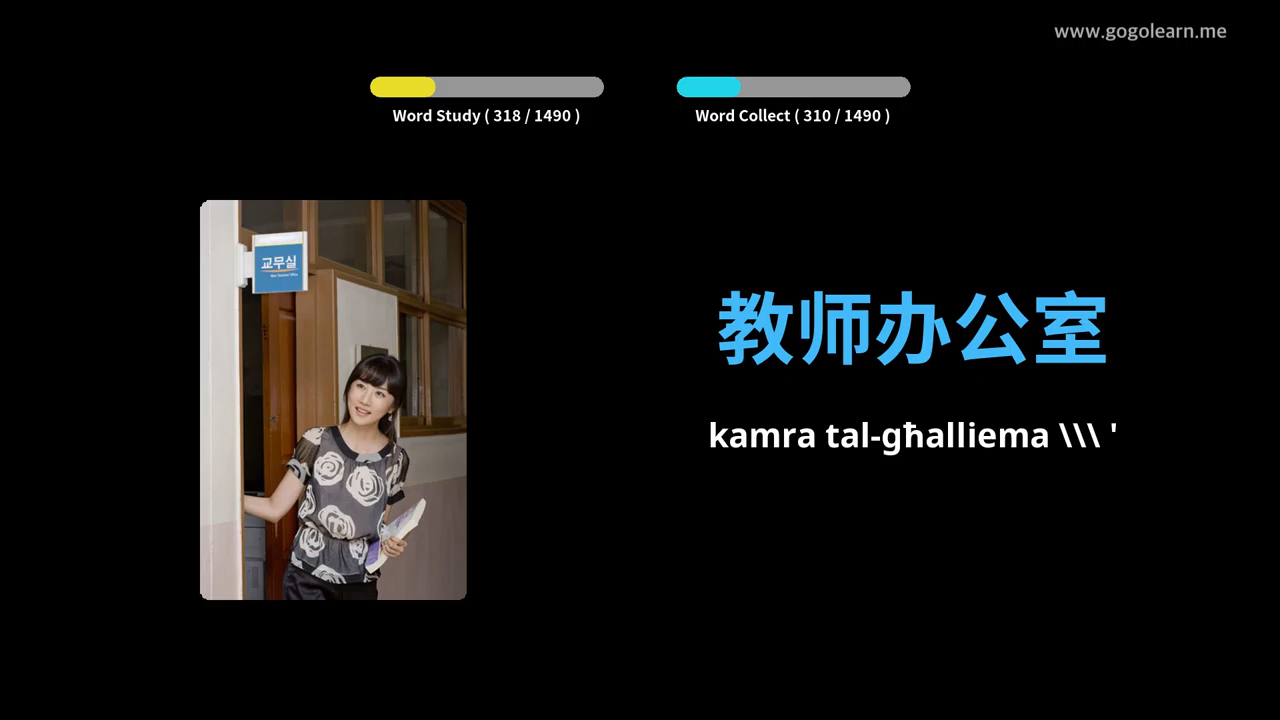 www.gogolearn.me
Word Study ( 318 / 1490 )
Word Collect ( 310 / 1490 )
교무실
教师办公室
kamra tal-għalliema \\\ '